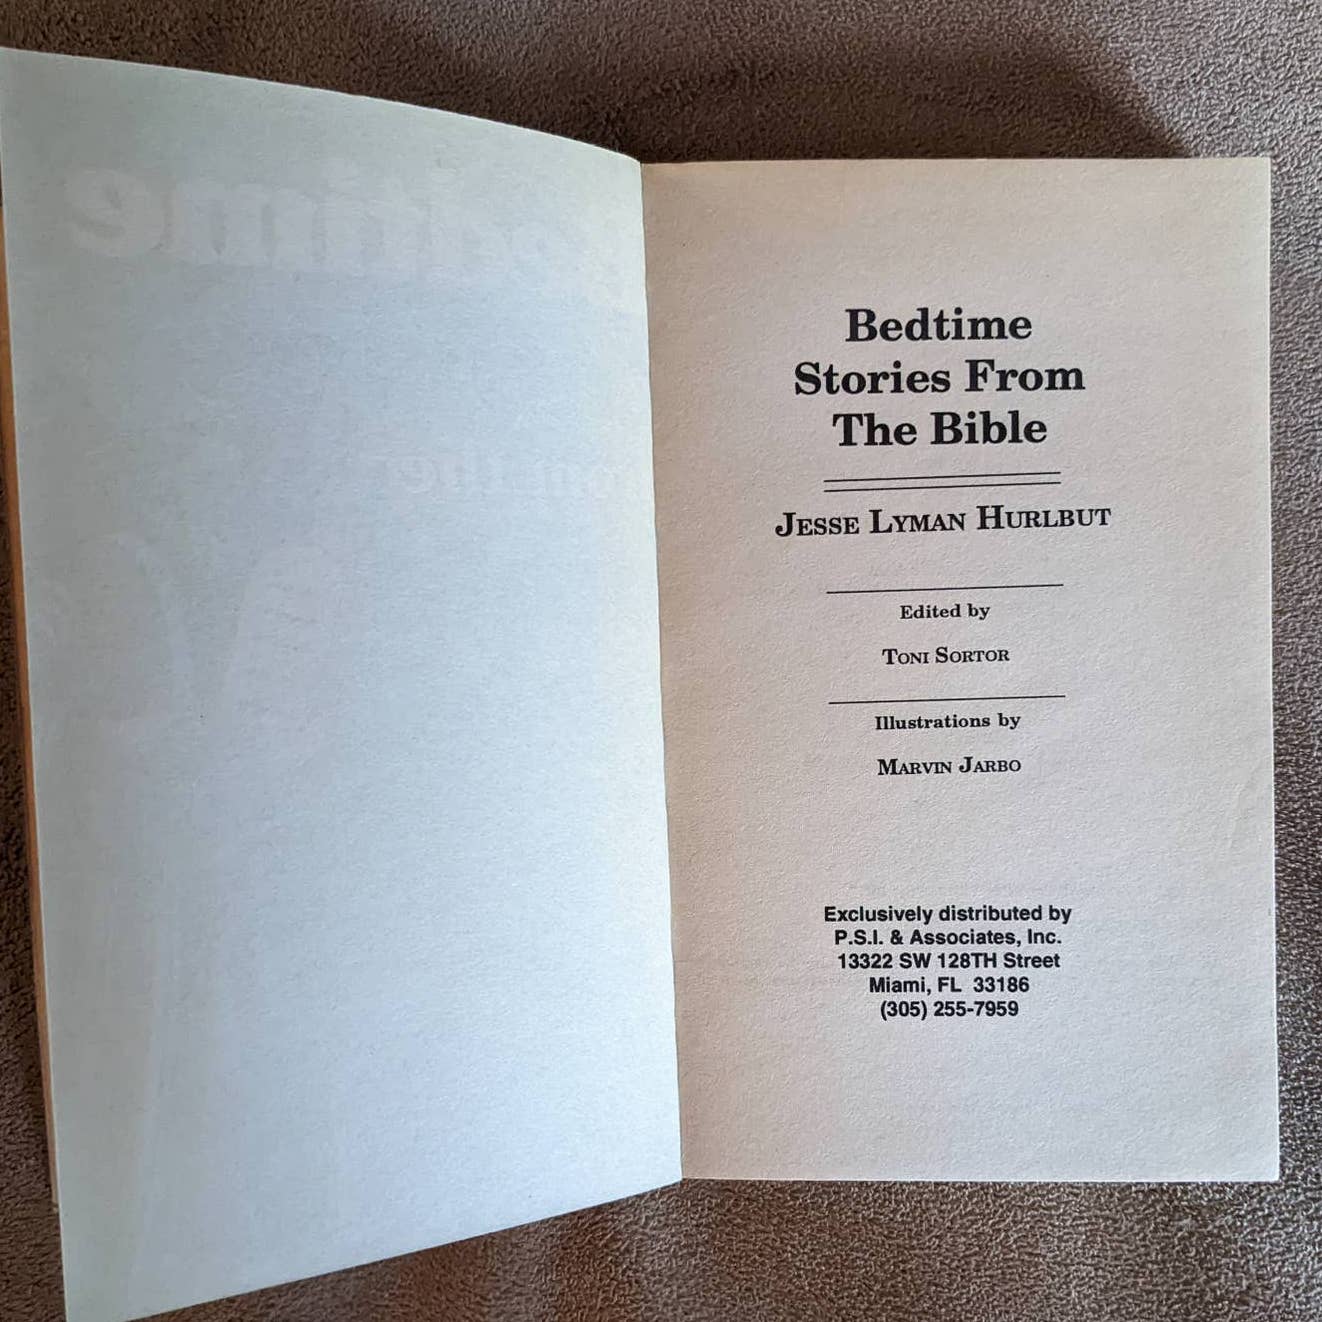 Bedtime
Stories From
The Bible
JESSE LYMAN HURLBUT
Edited by
TONI SORTOR
Illustrations by
MARVIN JARBO
Exclusively distributed by
P.S.I. & Associates, Inc.
13322 SW 128TH Street
Miami, FL 33186
(305) 255-7959